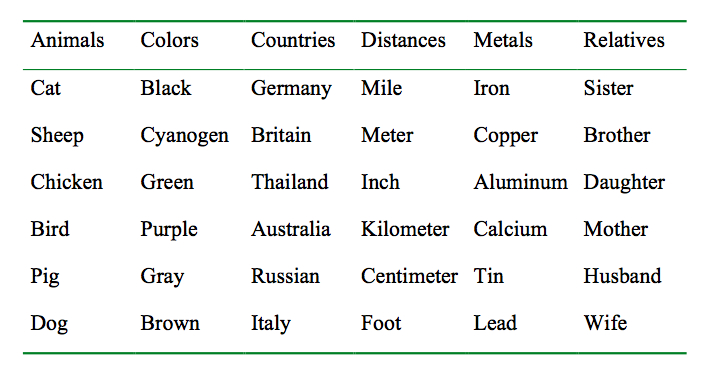 Animals Colors Countries Distances Metals Relatives
Cat Black Germany Mile Iron Sister
Sheep Cyanogen Britain Meter Copper Brother
Chicken Green Thailand Inch Aluminum Daughter
Bird Purple Australia Kilometer Calcium Mother
Pig Gray Russian Centimeter Tin Husband
Dog Brown Italy Foot Lead Wife